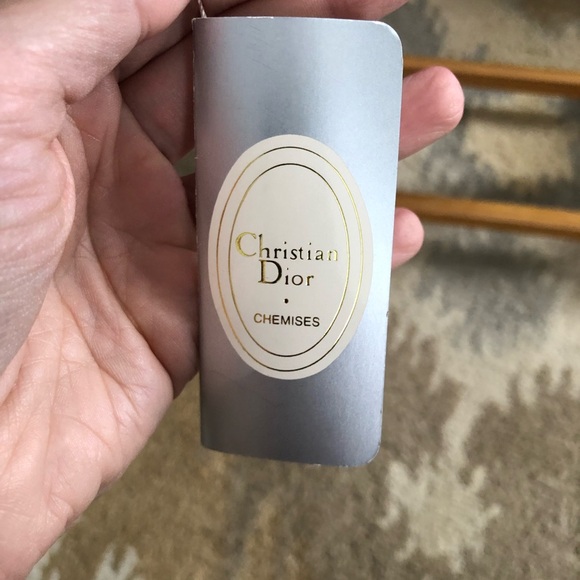 Christian
Dior
•
CHEMISES